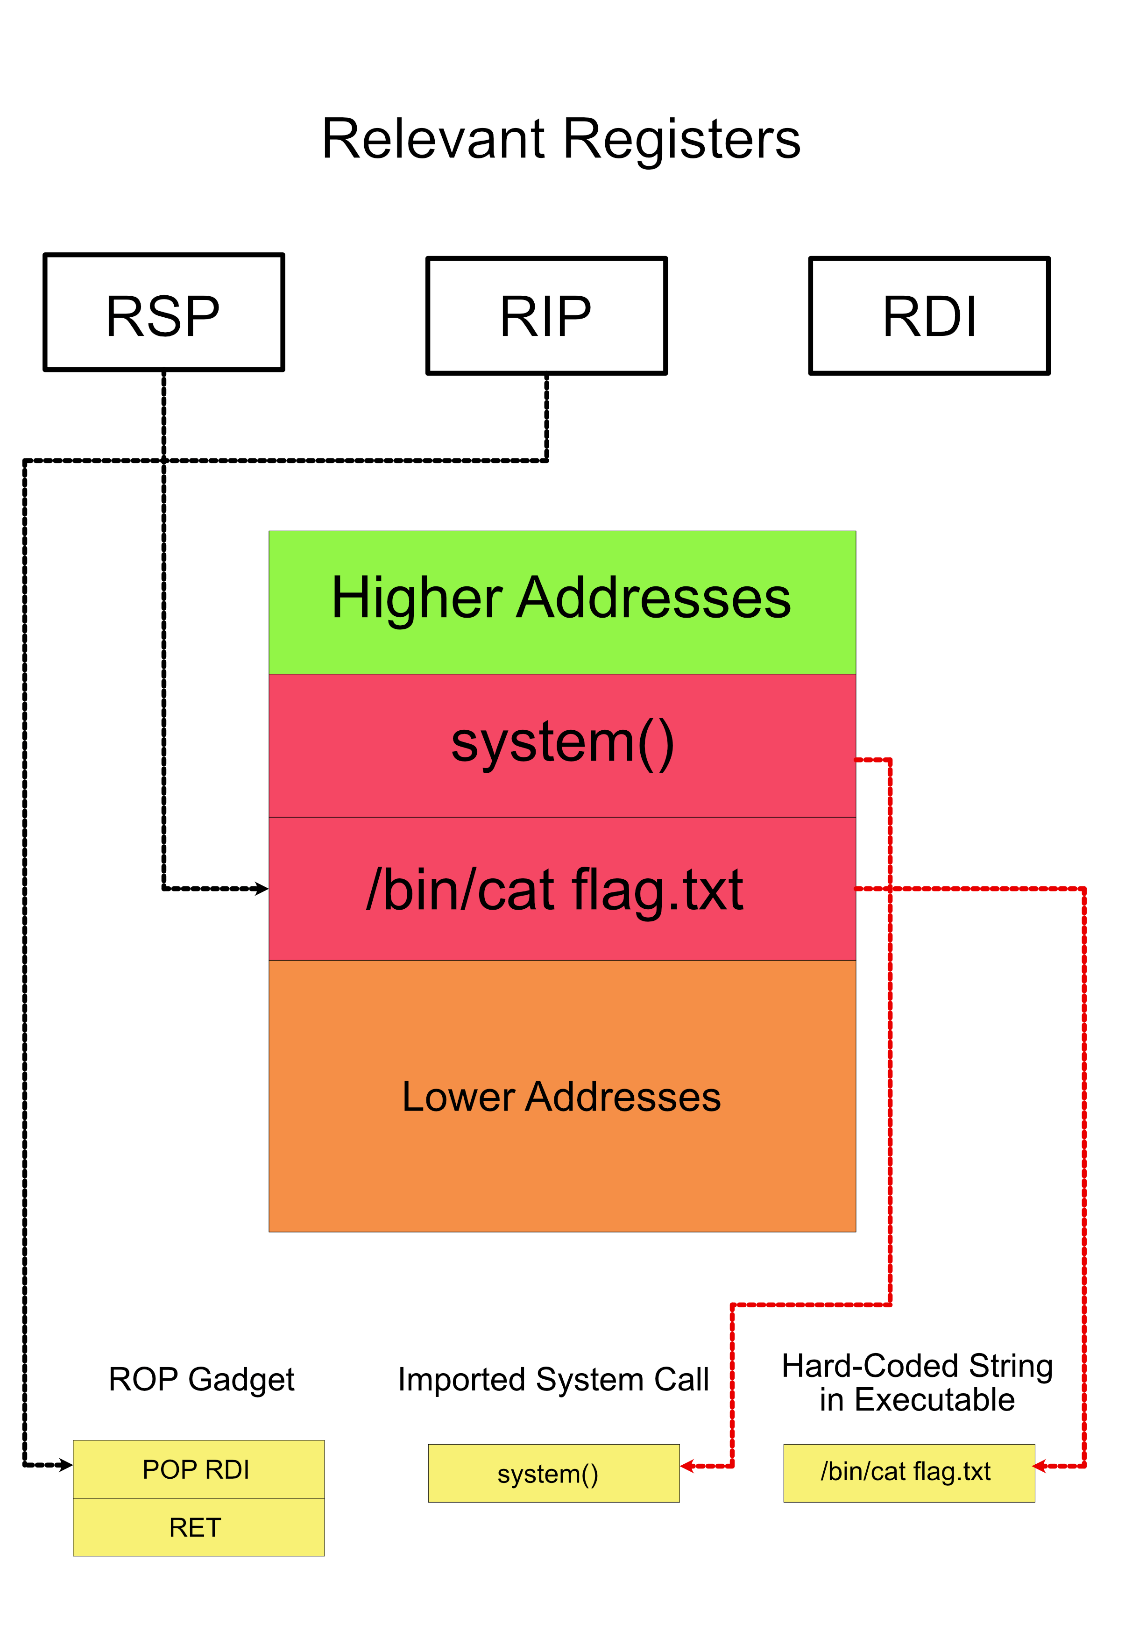 Relevant Registers
RSP
RIP
RDI
Higher Addresses
system()
/bin/cat flag.txt
Lower Addresses
ROP Gadget
Imported System Call
Hard-Coded String
in Executable
POP RDI
RET
system()
/bin/cat flag.txt